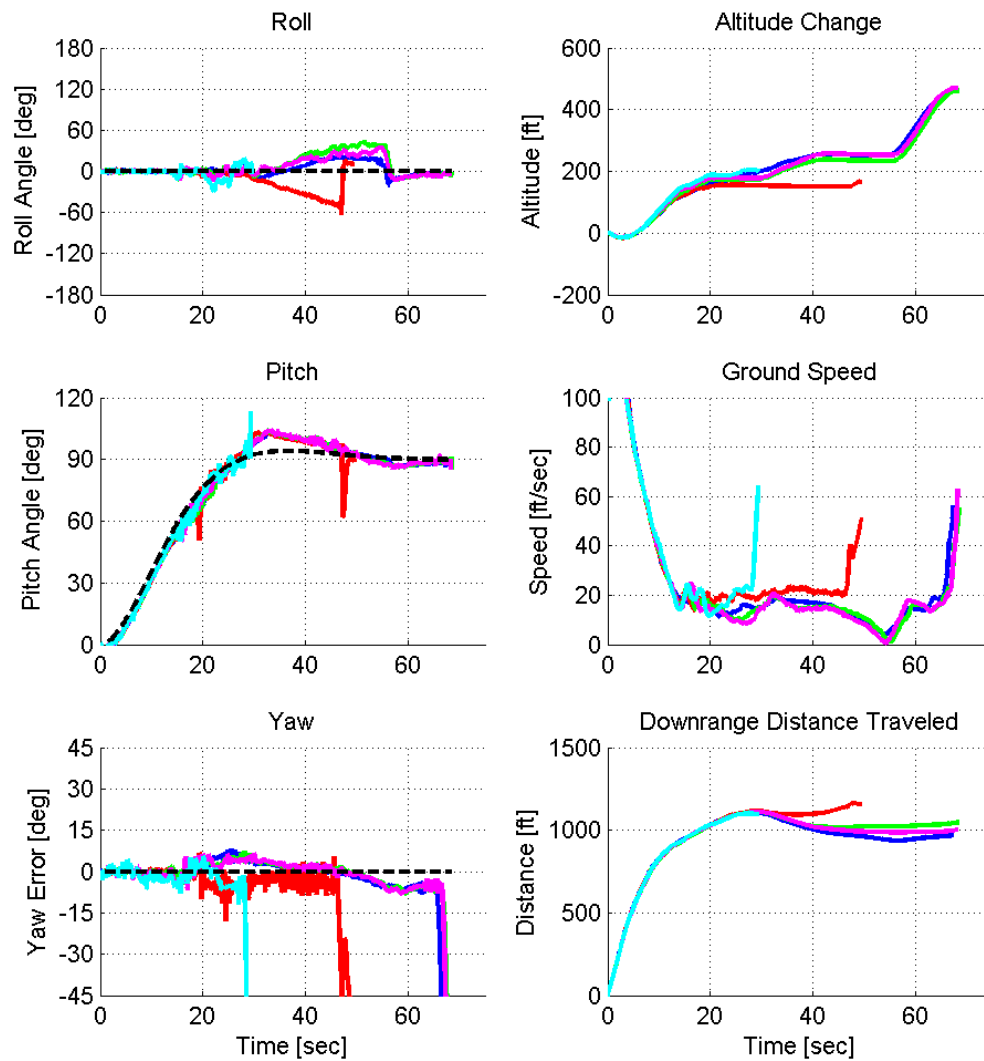 Roll
180
120
60
0
-60
-120
-180
Roll Angle [deg]
0 20 40 60
Altitude Change
600
400
200
0
-200
Altitude [ft]
0 20 40 60
Pitch
120
90
60
30
0
Pitch Angle [deg]
0 20 40 60
Ground Speed
100
80
60
40
20
0
Speed [ft/sec]
0 20 40 60
Yaw
45
30
15
0
-15
-30
-45
Yaw Error [deg]
0 20 40 60
Time [sec]
Downrange Distance Traveled
1500
1000
500
0
Distance [ft]
0 20 40 60
Time [sec]